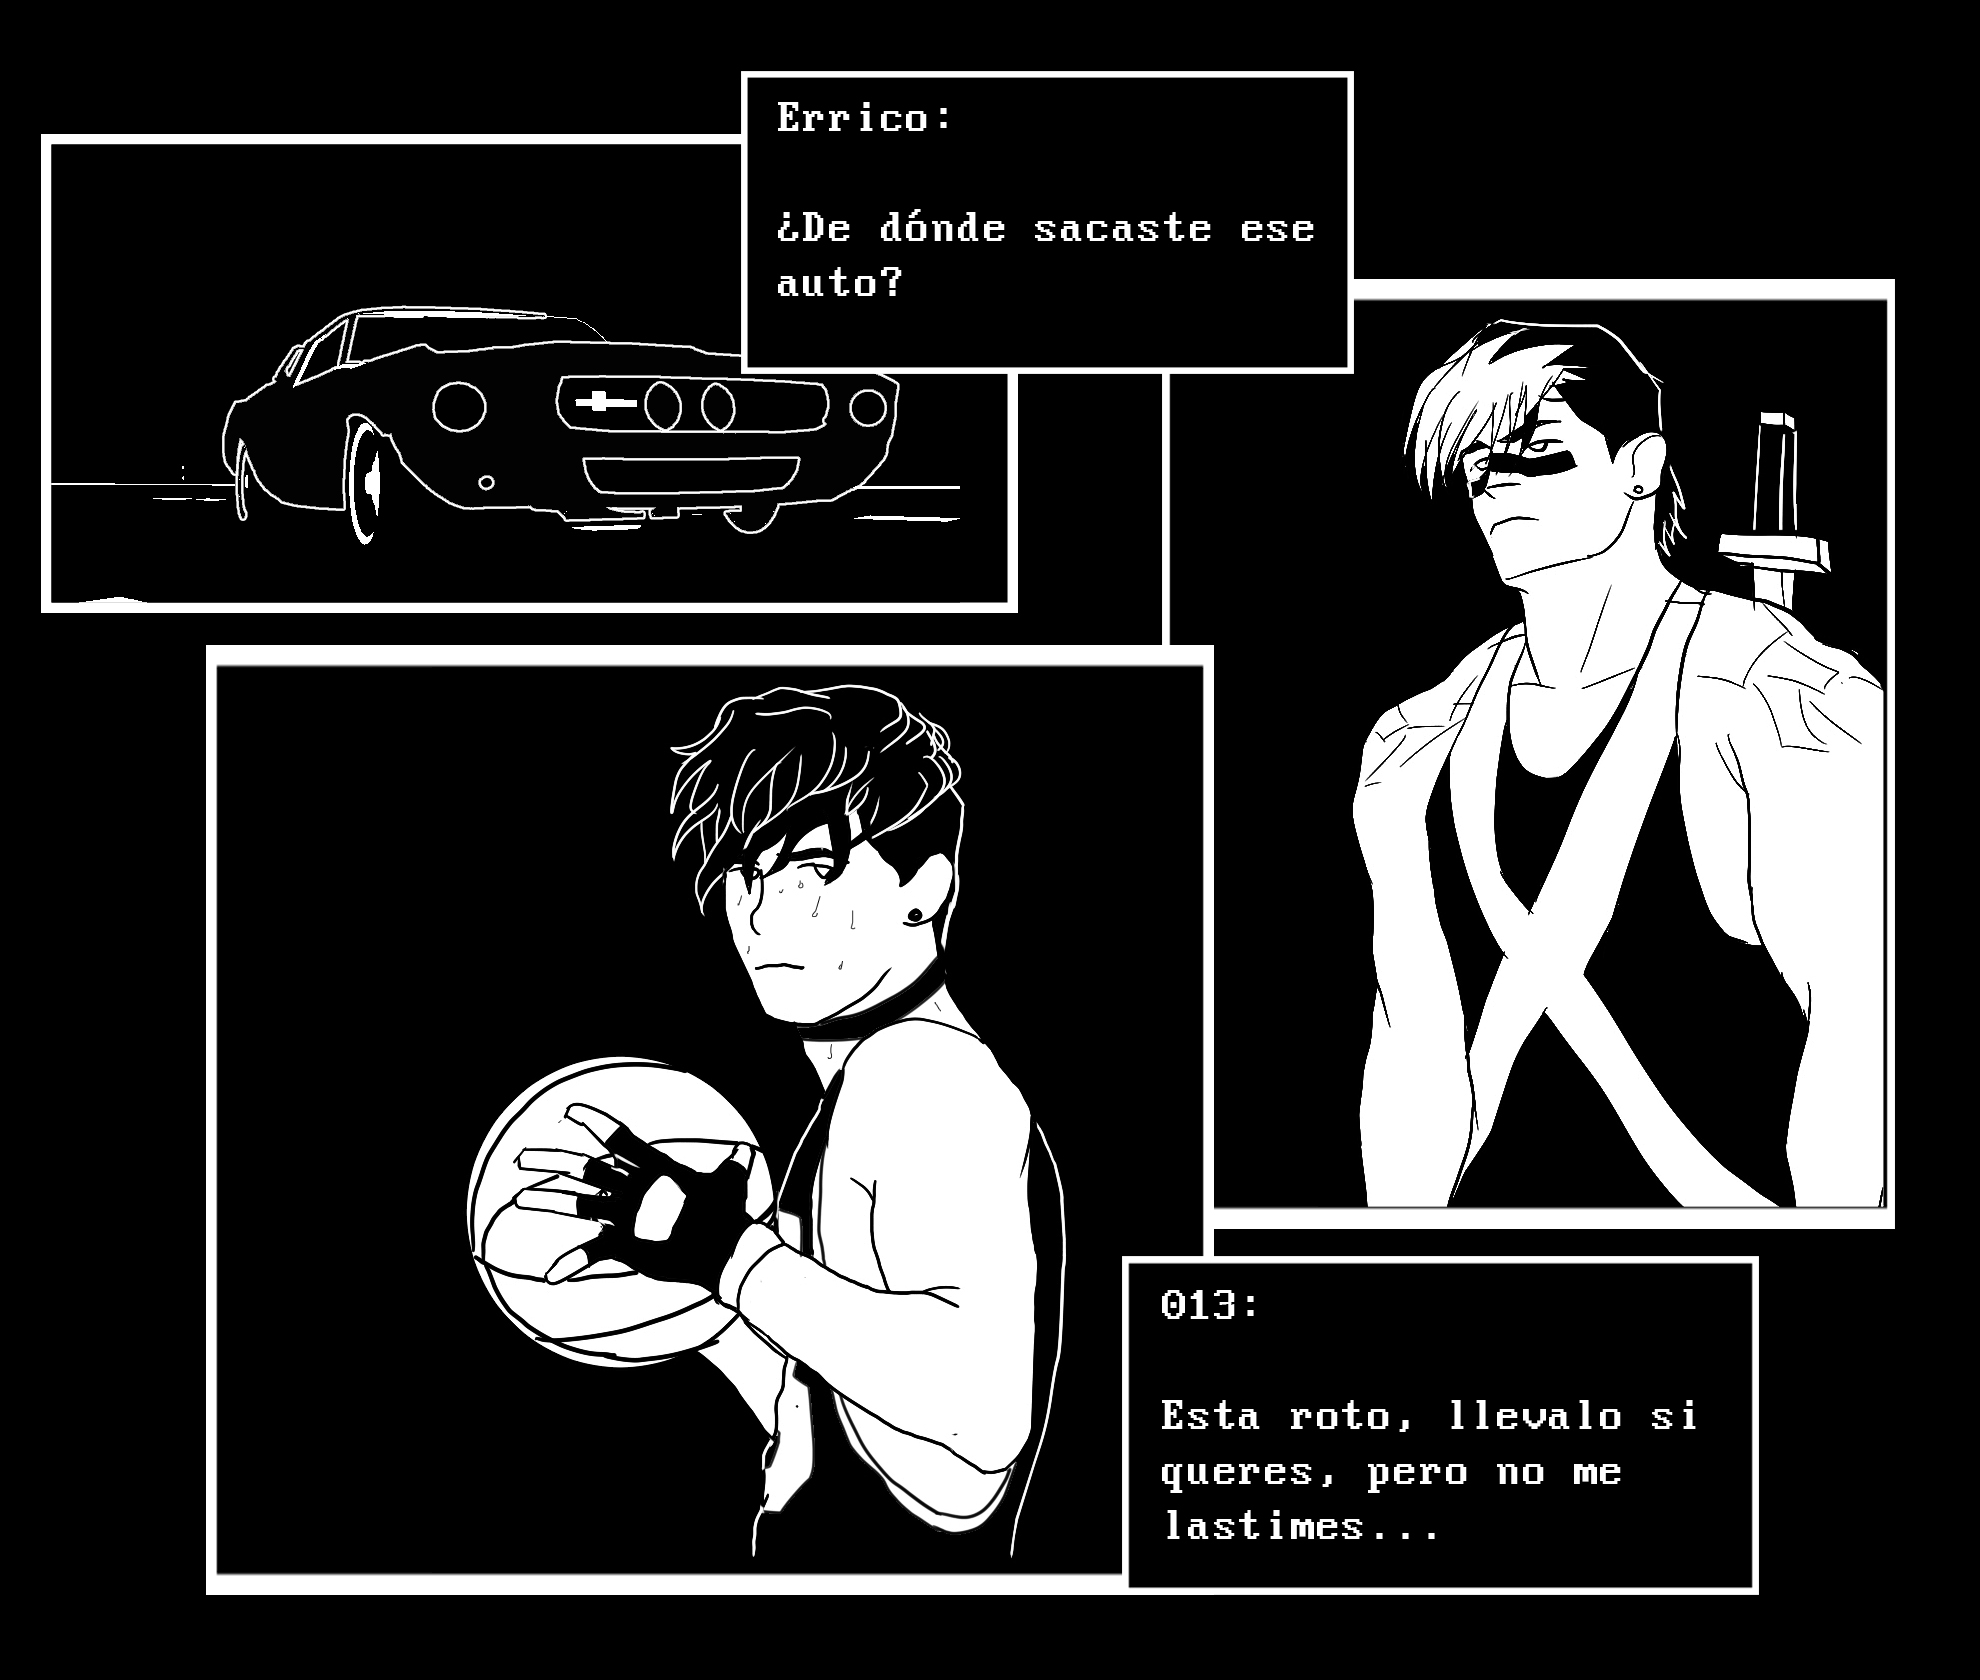 Errico:
¿De dónde sacaste ese
auto?
013:
Esta roto, llevalo si
queres, pero no me
lastimes...